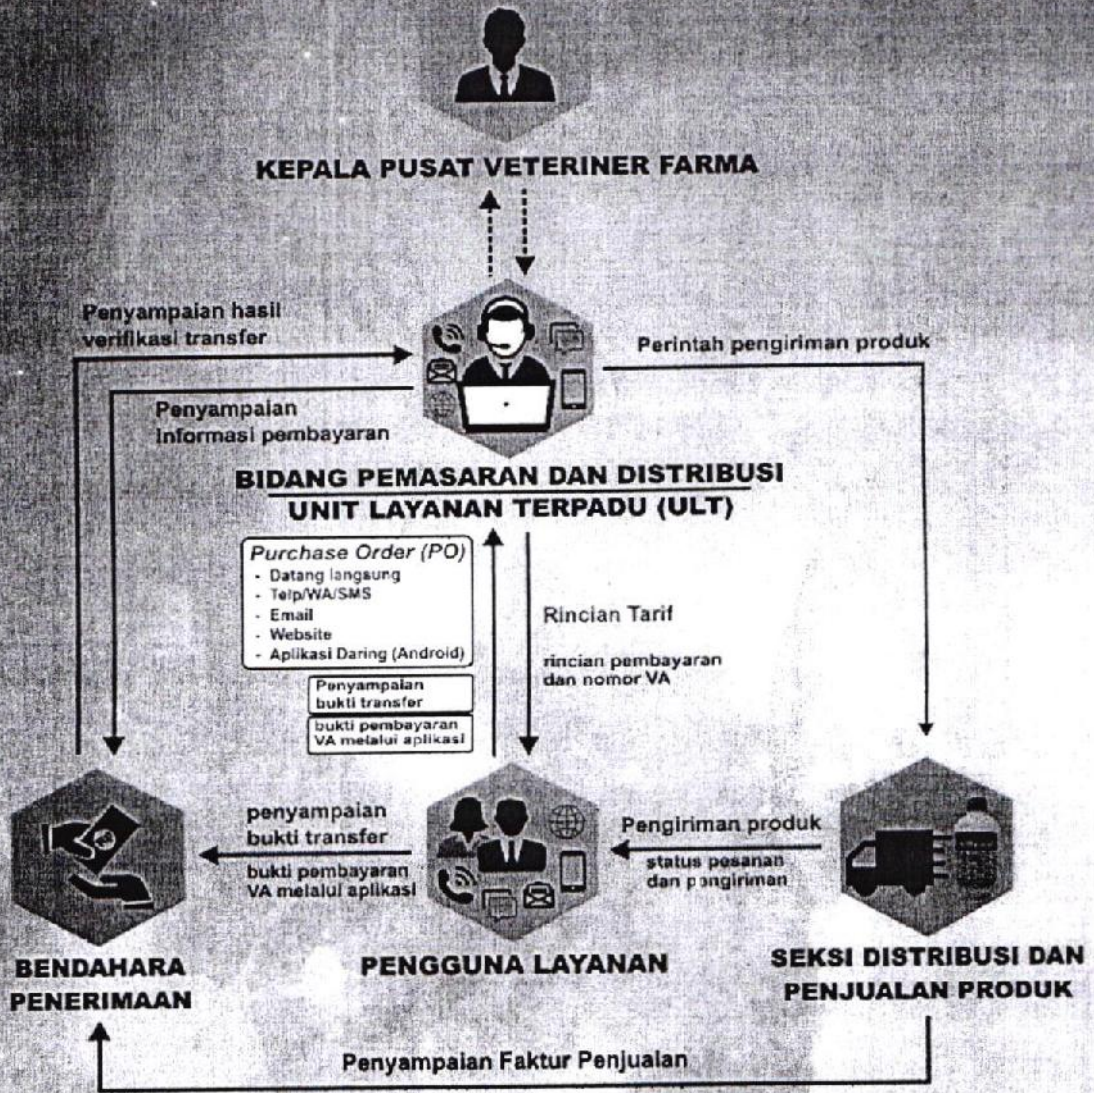 KEPALA PUSAT VETERINER FARMA
Penyampaian hasil
verifikasi transfer
Perintah pengiriman produk
Penyampaian
Informasi pembayaran
BIDANG PEMASARAN DAN DISTRIBUSI
UNIT LAYANAN TERPADU (ULT)
Purchase Order (PO)
- Datang langsung
- Telp/WA/SMS
- Email
- Website
- Aplikasi Daring (Android)
Penyampaian
bukti transfer
bukti pembayaran
VA melalui aplikasi
Rincian Tarif
rincian pembayaran
dan nomor VA
penyampaian
bukti transfer
bukti pembayaran
VA melalui aplikasi
Pengiriman produk
status pesanan
dan pengiriman
BENDAHARA
PENERIMAAN
PENGGUNA LAYANAN
SEKSI DISTRIBUSI DAN
PENJUALAN PRODUK
Penyampaian Faktur Penjualan